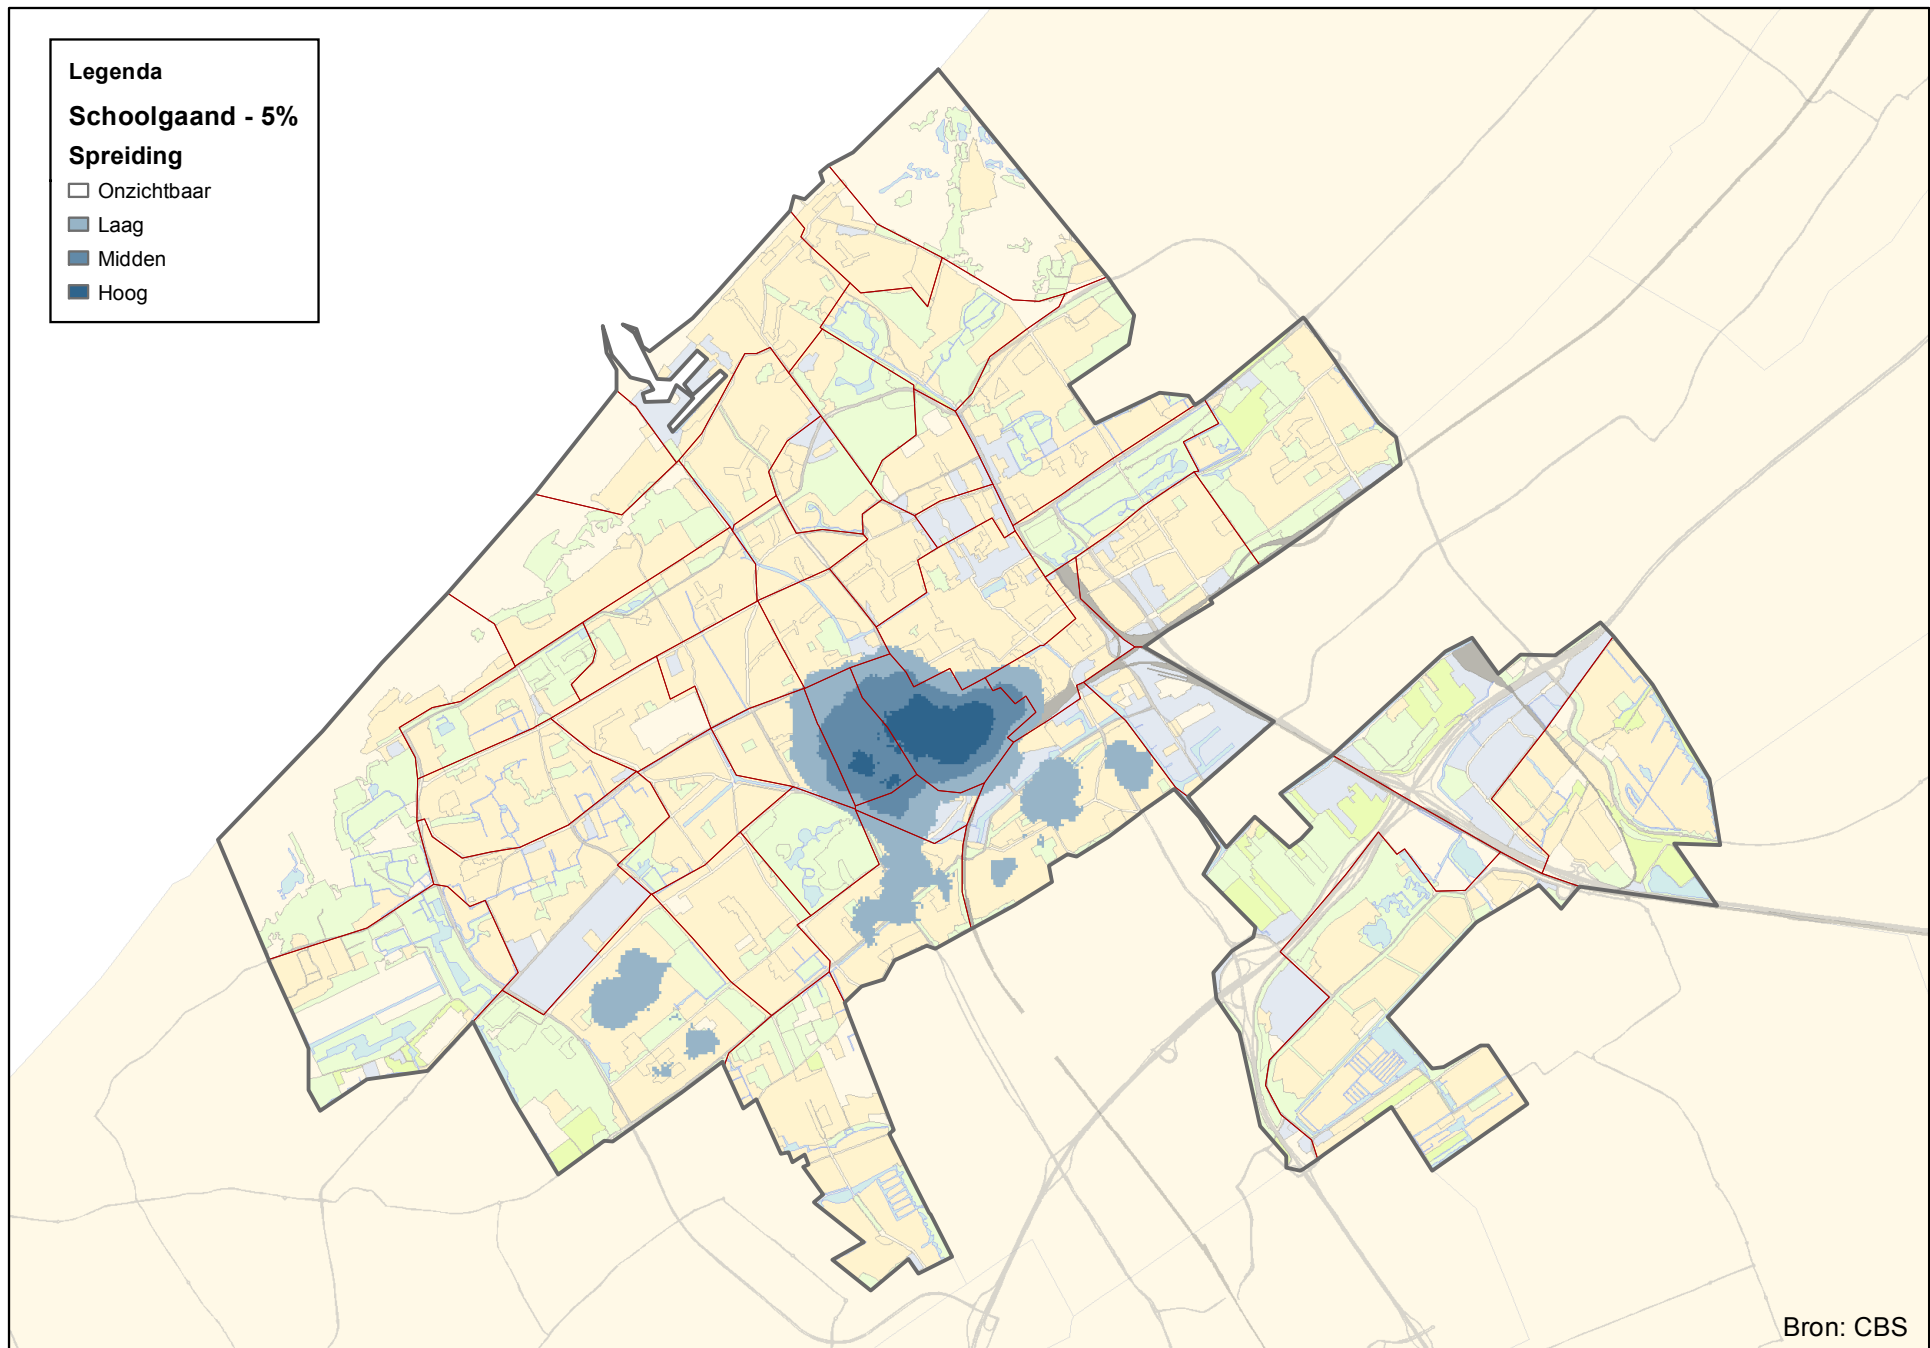 Legenda
Schoolgaand - 5%
Spreiding
Onzichtbaar
Laag
Midden
Hoog
Bron: CBS